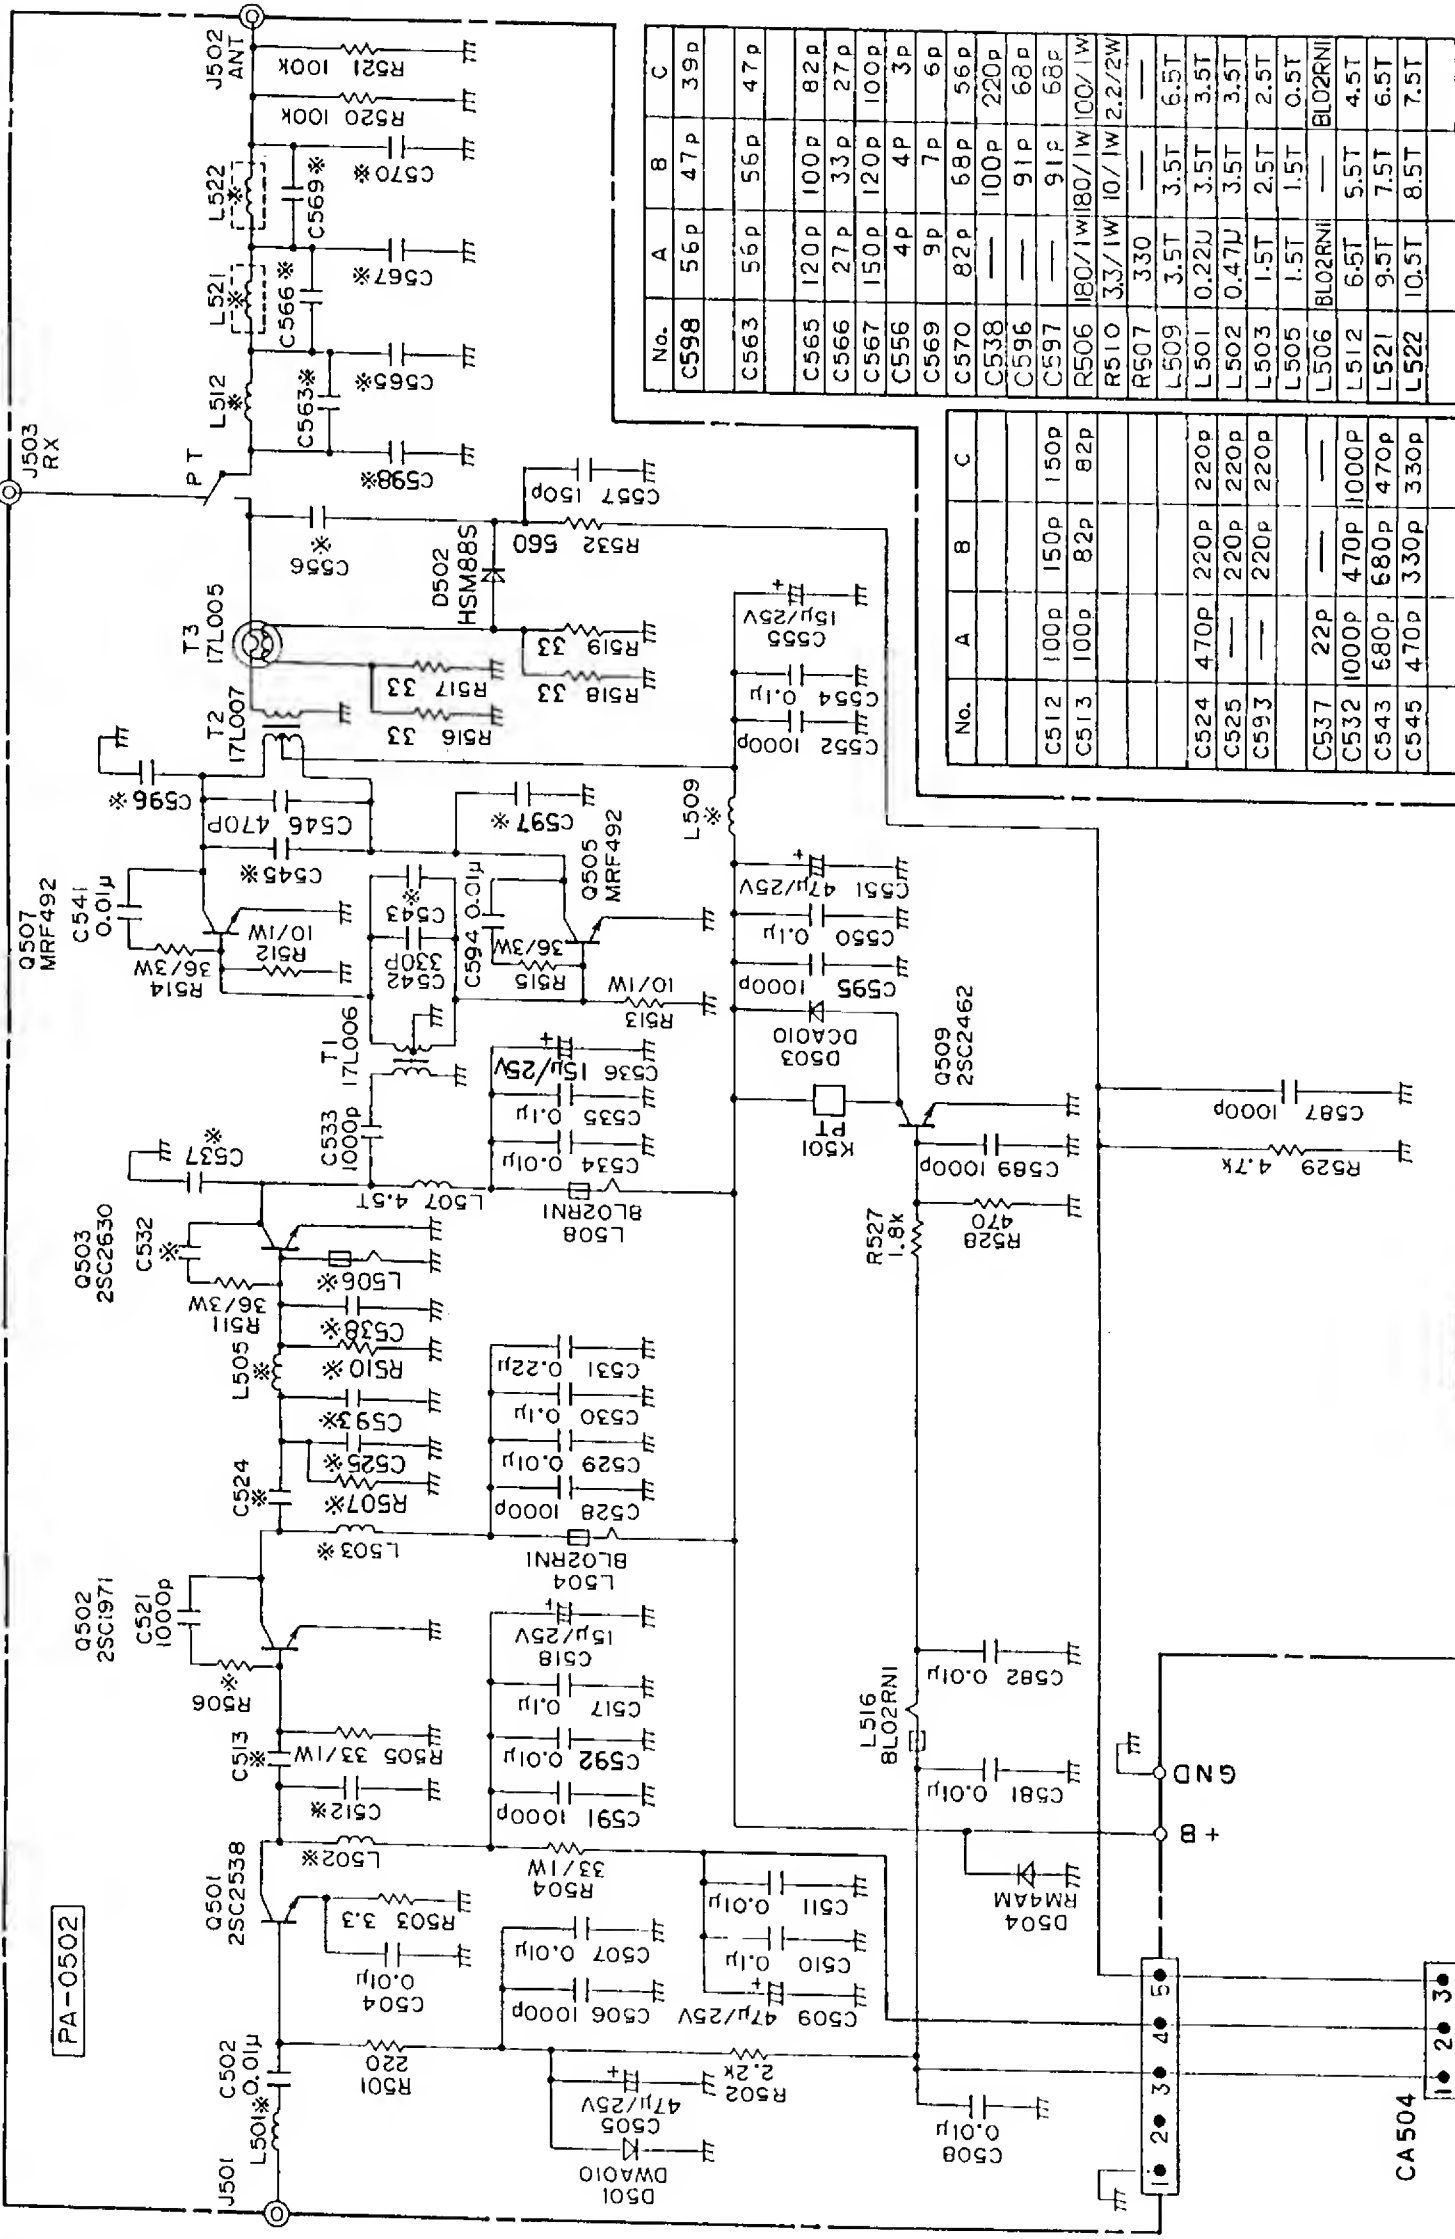 PA-0502
J501
L501※
C502
0.01μ
R501
220
Q501
2SC2538
C504
0.01μ
R503
3.3
C506 1000p
C507 0.01μ
C505
47μ/25V
D501
DWA010
R502
2.2k
C508
0.01μ
C509 47μ/25V
C510 0.1μ
C511 0.01μ
R504
33/1W
L502※
C512※
C513
※
R505 33/1W
R506
※
Q502
2SC1971
C521
1000p
C591 1000p
C592 0.01μ
C517 0.1μ
C518
15μ/25V
L503※
L504
BL02RN1
C524
※
R507※
C525※
C593※
L505
※
R510※
C538※
L506※
R511
36/3W
C532
※
Q503
2SC2630
C537
※
C528 1000p
C529 0.01μ
C530 0.1μ
C531 0.22μ
L507 4.5T
L508
BL02RN1
C533
1000p
C534 0.01μ
C535 0.1μ
C536 15μ/25V
T1
17L006
Q507
MRF492
C541
0.01μ
R514
36/3W
R512
10/1W
C542
330p
C543
※
C594 0.01μ
R515
36/3W
R513
10/1W
Q505
MRF492
C545※
C546
470P
C596※
C597※
T2
17L007
T3
17L005
R516 33
R517 33
R518 33
R519 33
D502
HSM88S
C556
※
R532 560
C557 150p
J503
RX
PT
C598※
C563※
L512
※
C565※
L521
※
C566※
C567※
L522
※
C569※
C570※
R520 100k
R521 100k
J502
ANT
L509
※
C552 1000p
C554 0.1μ
C555
15μ/25V
C595 1000p
C550 0.1μ
C551 47μ/25V
D503
DCA010
K501
PT
Q509
2SC2462
R527
1.8k
C589 1000p
R528
470
R529 4.7k
C587
1000p
L516
BL02RN1
C581 0.01μ
C582 0.01μ
D504
RM4AM
+B
GND
1 2 3 4 5
CA504
1 2 3
No. A B C
C512 100p 150p 150p
C513 100p 82p 82p
C524 470p 220p 220p
C525 — 220p 220p
C593 — 220p 220p
C537 22p — —
C532 1000p 470p 1000p
C543 680p 680p 470p
C545 470p 330p 330p
No. A B C
C598 56p 47p 39p
C563 56p 56p 47p
C565 120p 100p 82p
C566 27p 33p 27p
C567 150p 120p 100p
C556 4p 4p 3p
C569 9p 7p 6p
C570 82p 68p 56p
C538 — 100p 220p
C596 — 91p 68p
C597 — 91p 68p
R506 180/1W 180/1W 100/1W
R510 3.3/1W 10/1W 2.2/2W
R507 330 — —
L509 3.5T 3.5T 6.5T
L501 0.22U 3.5T 3.5T
L502 0.47U 3.5T 3.5T
L503 1.5T 2.5T 2.5T
L505 1.5T 1.5T 0.5T
L506 BL02RN1 — BL02RN1
L512 6.5T 5.5T 4.5T
L521 9.5T 7.5T 6.5T
L522 10.5T 8.5T 7.5T